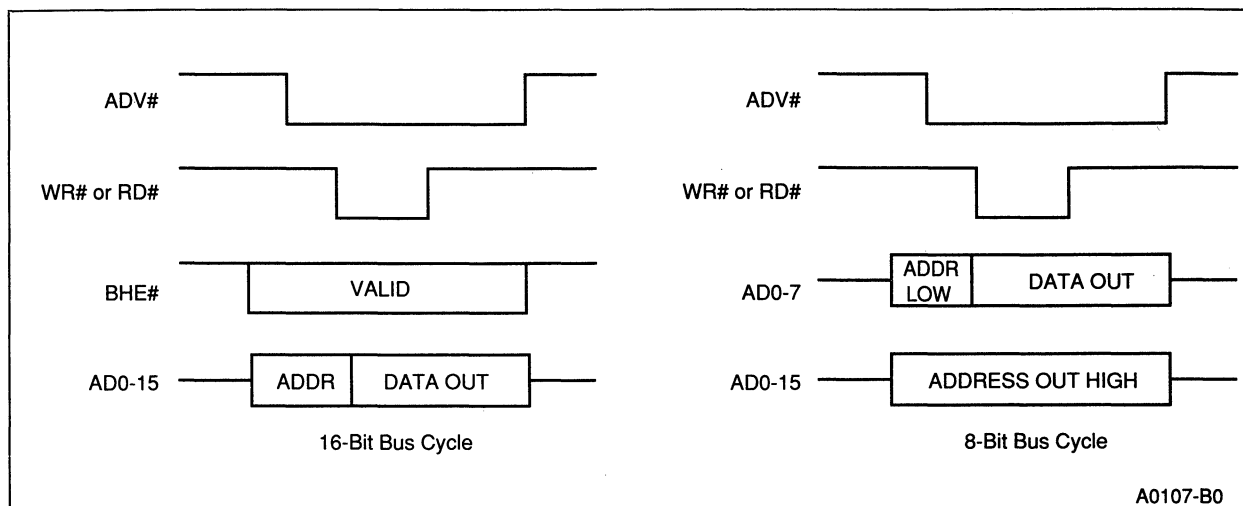 ADV#
WR# or RD#
BHE#
VALID
AD0-15
ADDR
DATA OUT
16-Bit Bus Cycle
ADV#
WR# or RD#
AD0-7
ADDR
LOW
DATA OUT
AD0-15
ADDRESS OUT HIGH
8-Bit Bus Cycle
A0107-B0